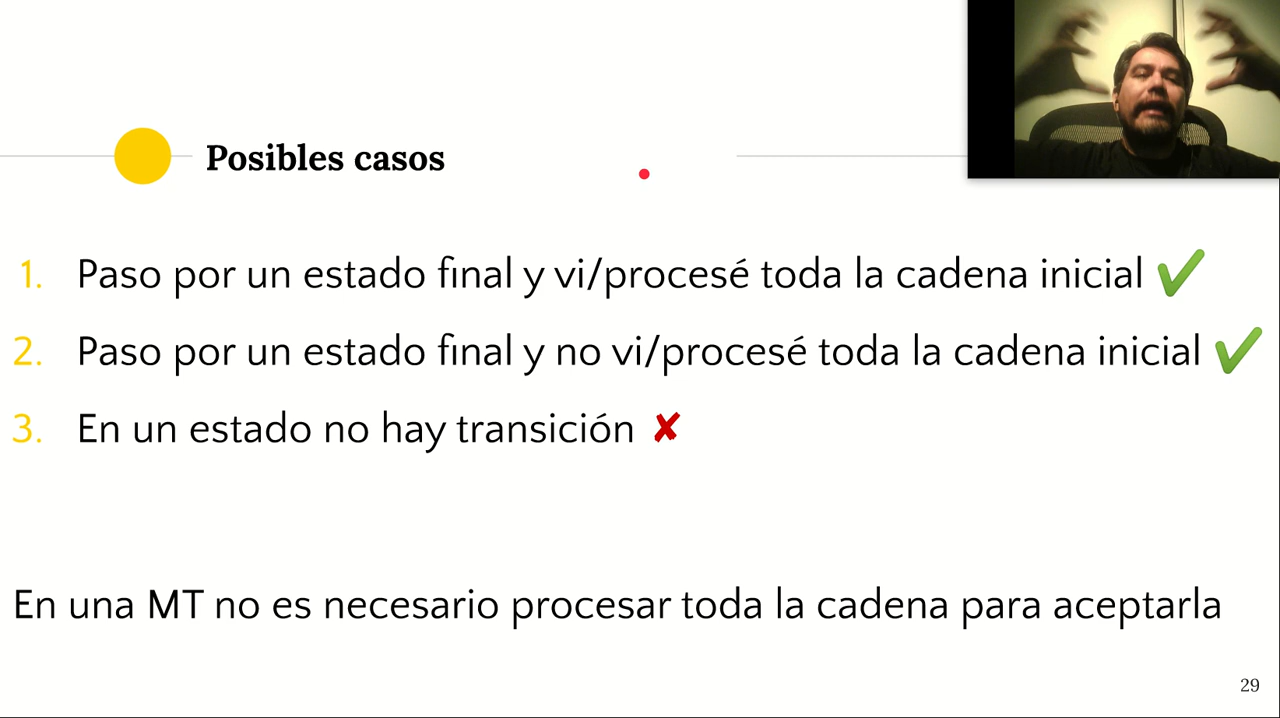 Posibles casos
1. Paso por un estado final y vi/procesé toda la cadena inicial ✔
2. Paso por un estado final y no vi/procesé toda la cadena inicial ✔
3. En un estado no hay transición ✘
En una MT no es necesario procesar toda la cadena para aceptarla
29